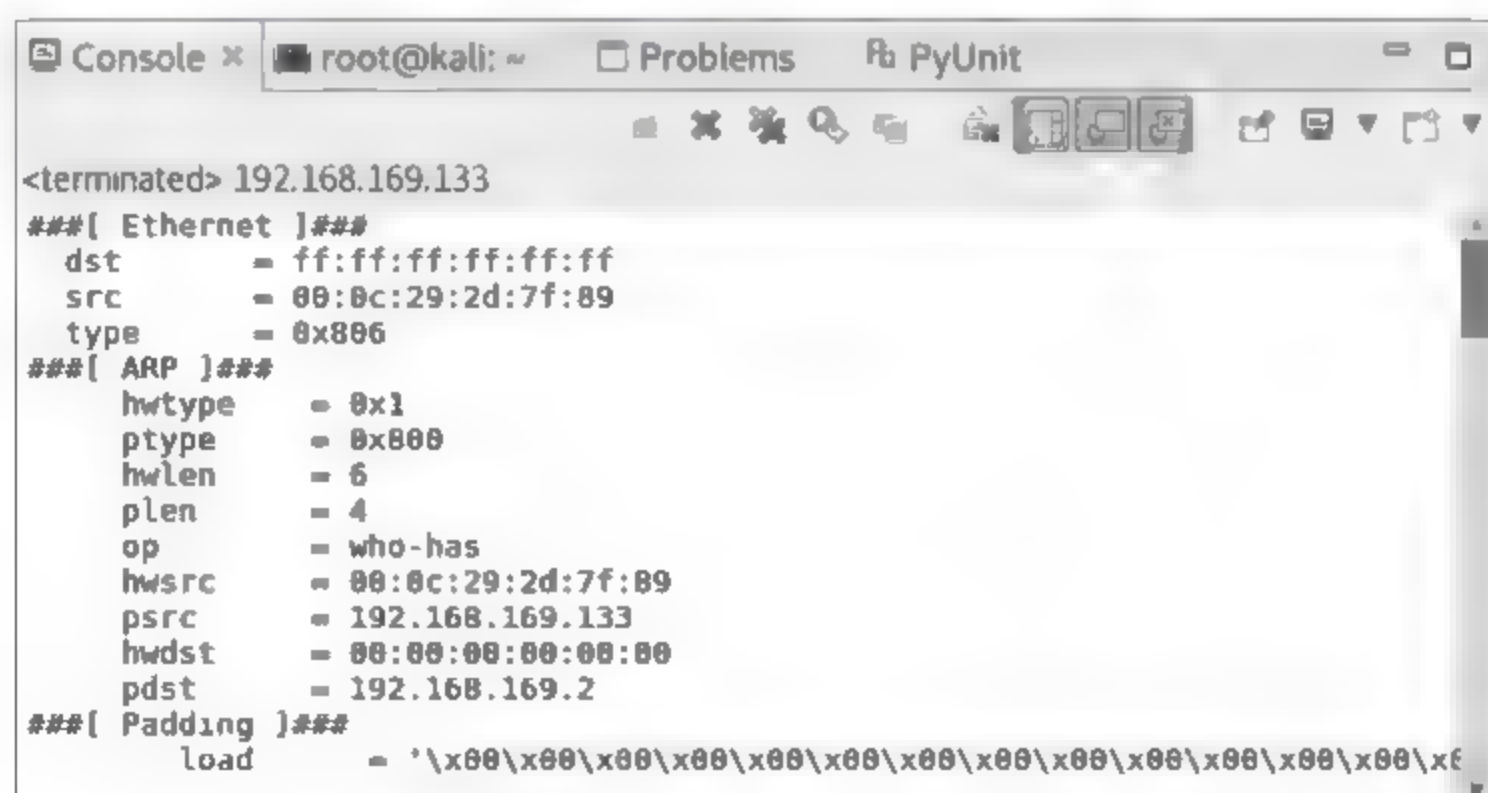 Console root@kali: ~ Problems PyUnit
<terminated> 192.168.169.133
###[ Ethernet ]###
dst = ff:ff:ff:ff:ff:ff
src = 00:0c:29:2d:7f:89
type = 0x806
###[ ARP ]###
hwtype = 0x1
ptype = 0x800
hwlen = 6
plen = 4
op = who-has
hwsrc = 00:0c:29:2d:7f:89
psrc = 192.168.169.133
hwdst = 00:00:00:00:00:00
pdst = 192.168.169.2
###[ Padding ]###
load = '\x00\x00\x00\x00\x00\x00\x00\x00\x00\x00\x00\x00\x00\x0